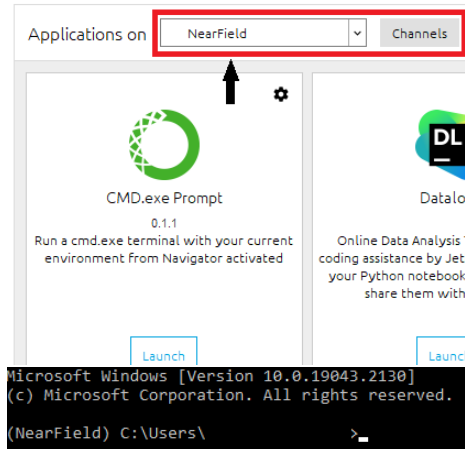 Applications on NearField Channels
CMD.exe Prompt
0.1.1
Run a cmd.exe terminal with your current
environment from Navigator activated
Launch
DL
Datalo
Online Data Analysis
coding assistance by Jet
your Python notebook
share them with
Launc
Microsoft Windows [Version 10.0.19043.2130]
(c) Microsoft Corporation. All rights reserved.
(NearField) C:\Users\ >_